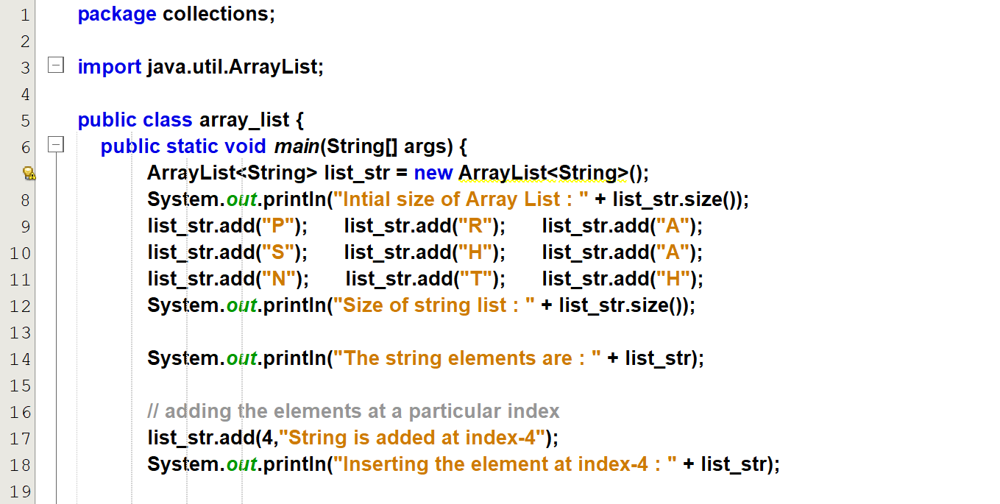 1 package collections;
2
3 import java.util.ArrayList;
4
5 public class array_list {
6 public static void main(String[] args) {
ArrayList<String> list_str = new ArrayList<String>();
8 System.out.println("Intial size of Array List : " + list_str.size());
9 list_str.add("P"); list_str.add("R"); list_str.add("A");
10 list_str.add("S"); list_str.add("H"); list_str.add("A");
11 list_str.add("N"); list_str.add("T"); list_str.add("H");
12 System.out.println("Size of string list : " + list_str.size());
13
14 System.out.println("The string elements are : " + list_str);
15
16 // adding the elements at a particular index
17 list_str.add(4,"String is added at index-4");
18 System.out.println("Inserting the element at index-4 : " + list_str);
19